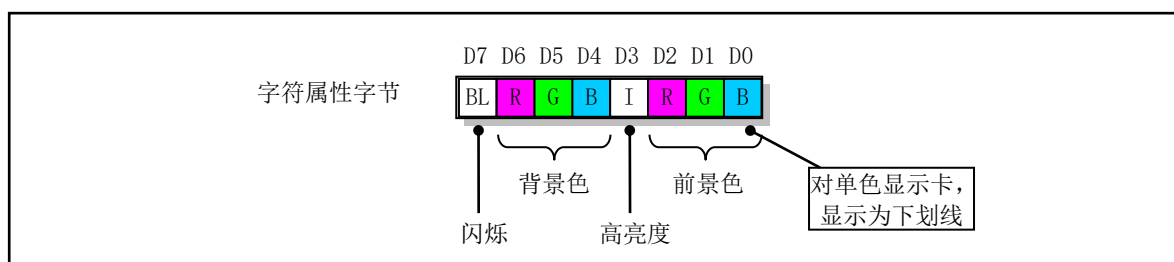 D7 D6 D5 D4 D3 D2 D1 D0
字符属性字节
BL R G B I R G B
背景色
前景色
对单色显示卡，
显示为下划线
闪烁
高亮度